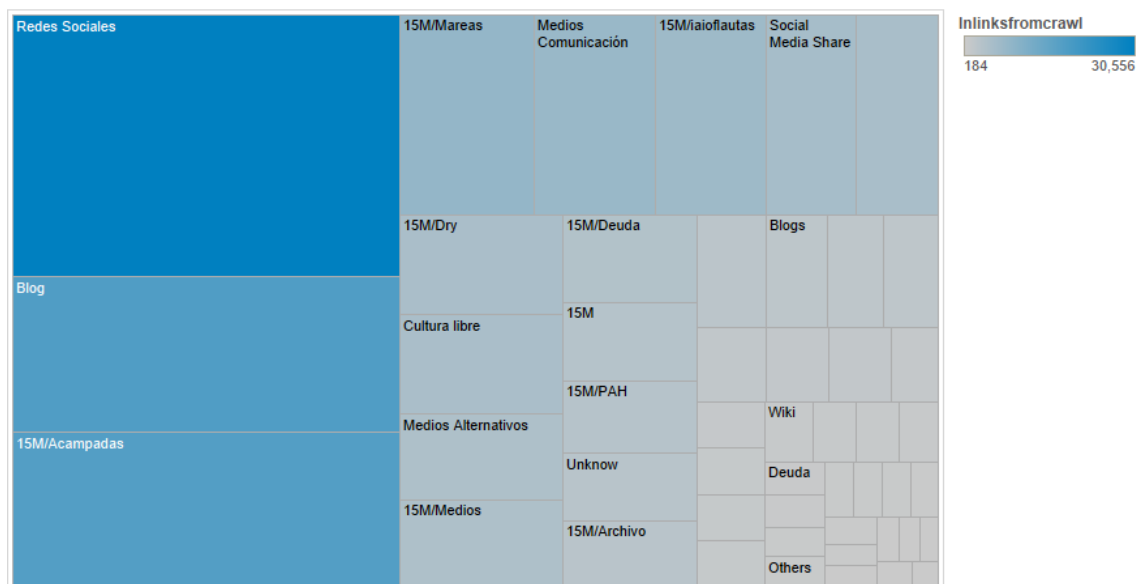 Redes Sociales
Blog
15M/Acampadas
15M/Mareas
Medios
Comunicación
15M/iaioflautas
Social
Media Share
15M/Dry
Cultura libre
Medios Alternativos
15M/Medios
15M/Deuda
15M
15M/PAH
Unknow
15M/Archivo
Blogs
Wiki
Deuda
Others
Inlinksfromcrawl
184 30,556